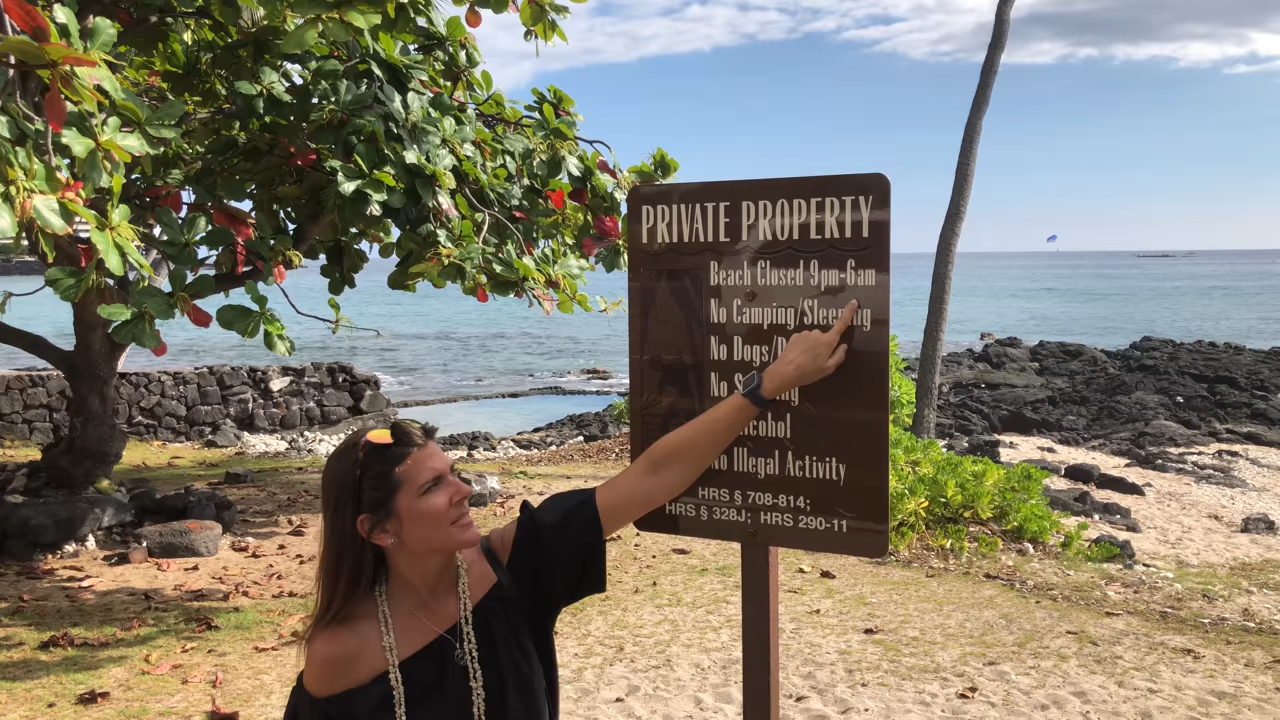 PRIVATE PROPERTY
Beach Closed 9pm-6am
No Camping/Sleeping
No Dogs/
No
No Illegal Activity
HRS § 708-814;
HRS § 328J; HRS 290-11